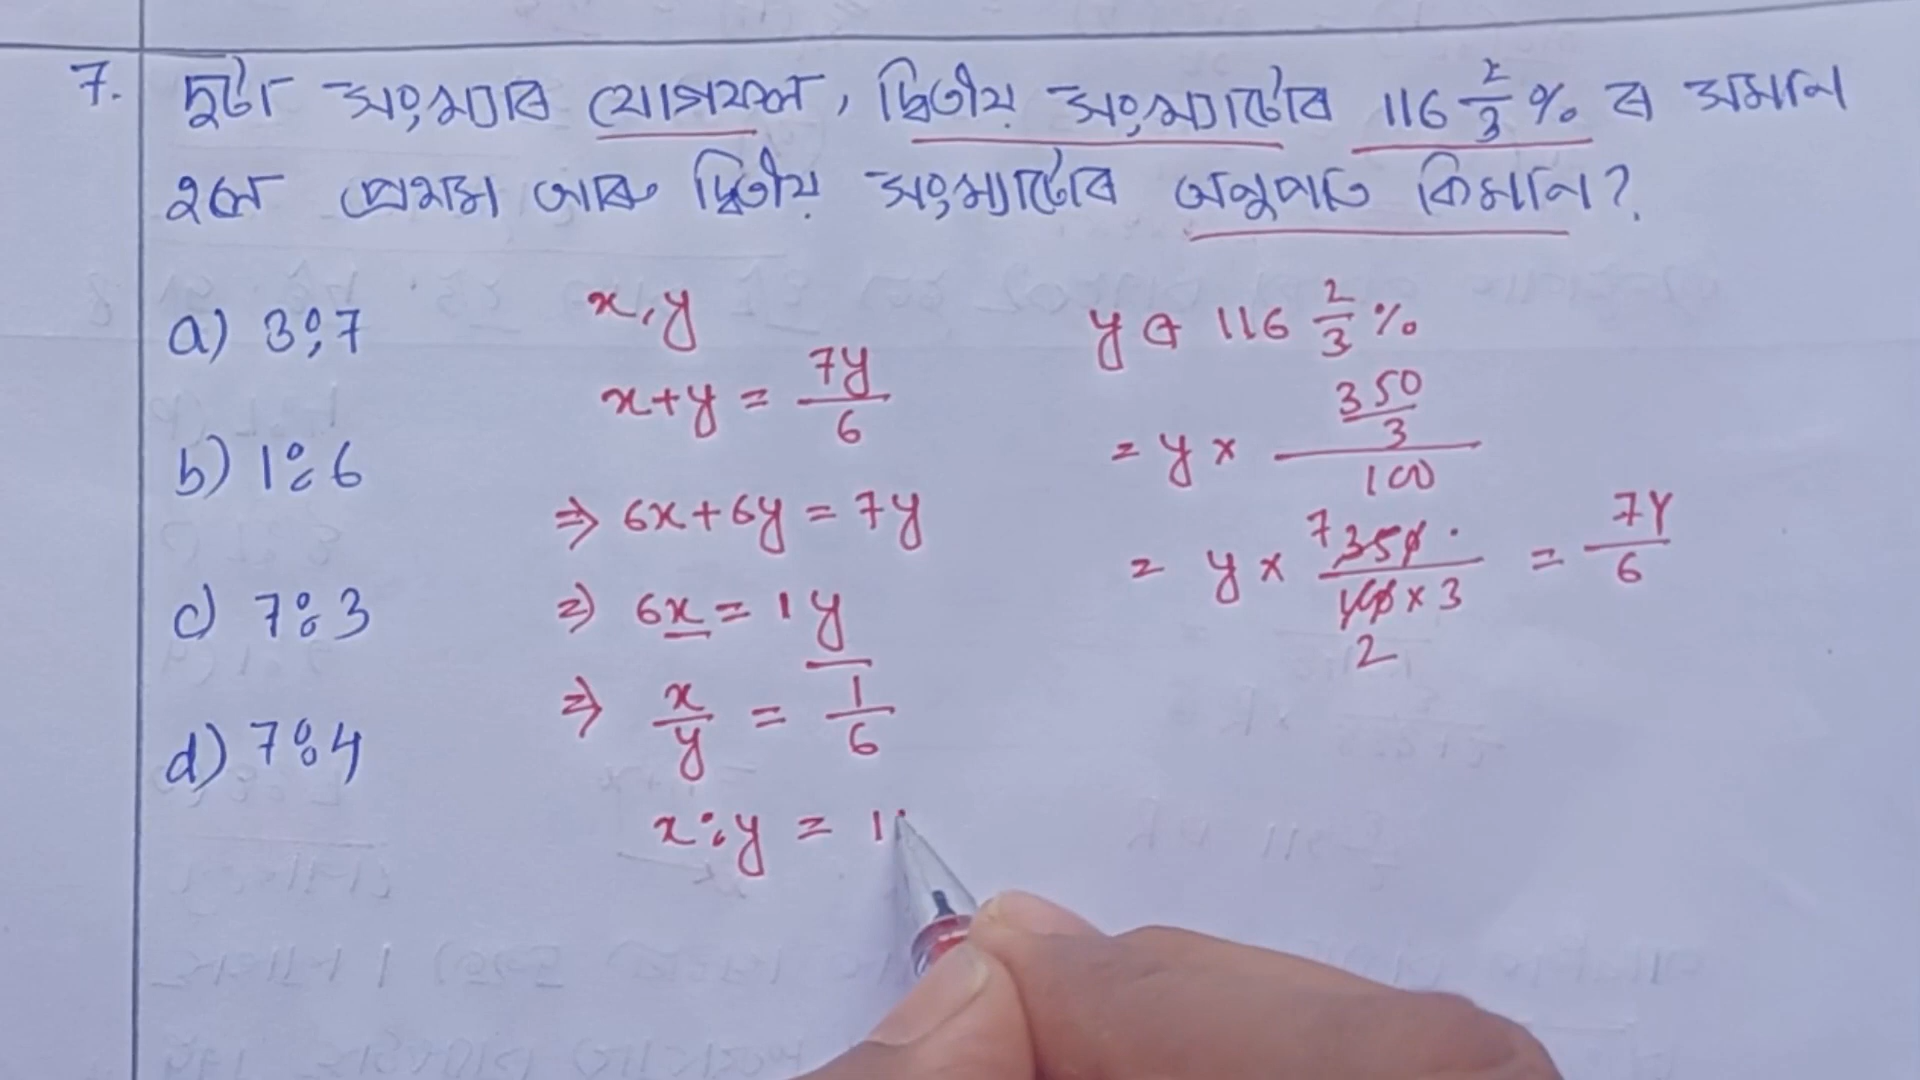 7. দুটা সংখ্যাৰ যোগফল, দ্বিতীয় সংখ্যাটোৰ 116 2/3 % ৰ সমান
হলে প্ৰথম আৰু দ্বিতীয় সংখ্যাটোৰ অনুপাত কিমান?
a) 3:7
b) 1:6
c) 7:3
d) 7:4
x, y
x+y = 7y/6
⇒ 6x+6y = 7y
⇒ 6x = 1y
⇒ x/y = 1/6
x:y = 1:
y ৰ 116 2/3 %
= y × (350/3)/100
= y × 350/(100×3) = 7y/6
7
2